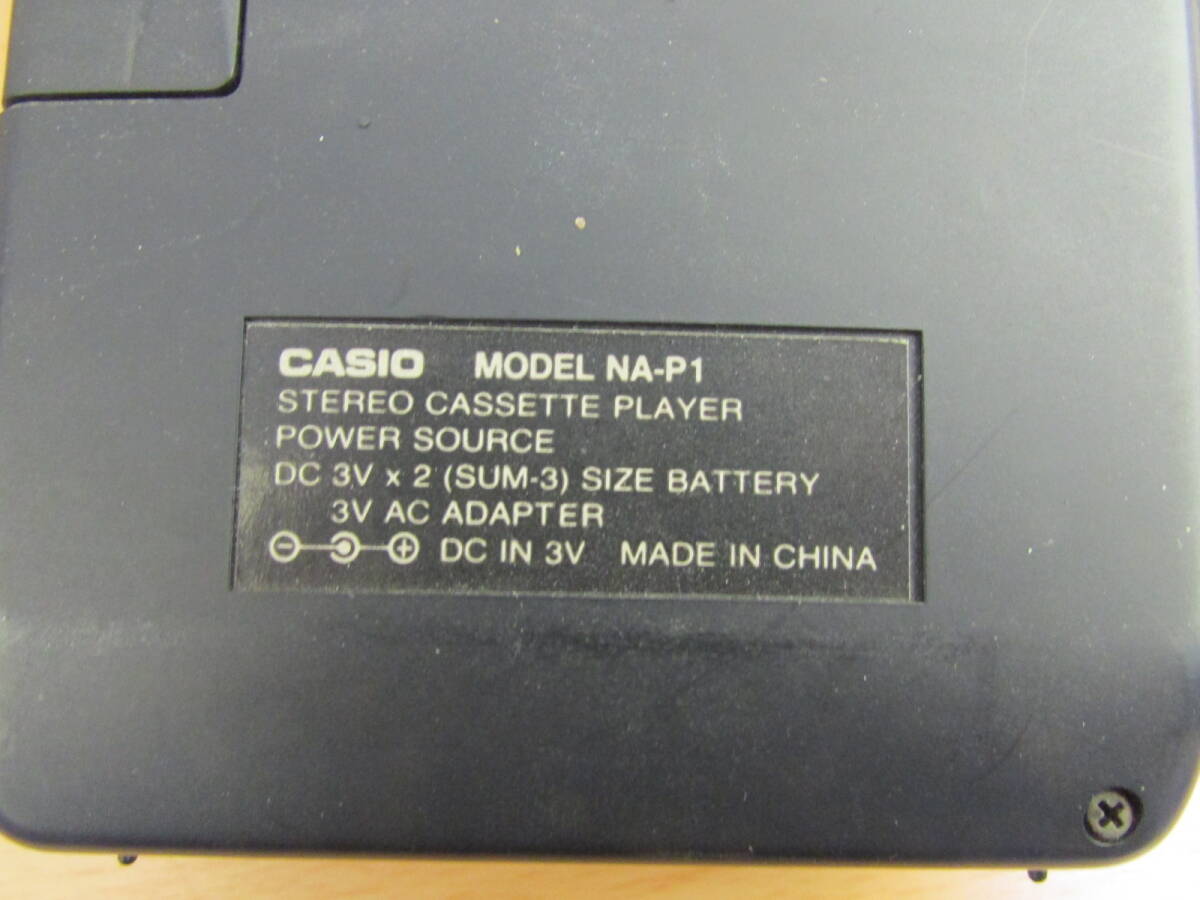 CASIO MODEL NA-P1
STEREO CASSETTE PLAYER
POWER SOURCE
DC 3V x 2 (SUM-3) SIZE BATTERY
3V AC ADAPTER
DC IN 3V MADE IN CHINA